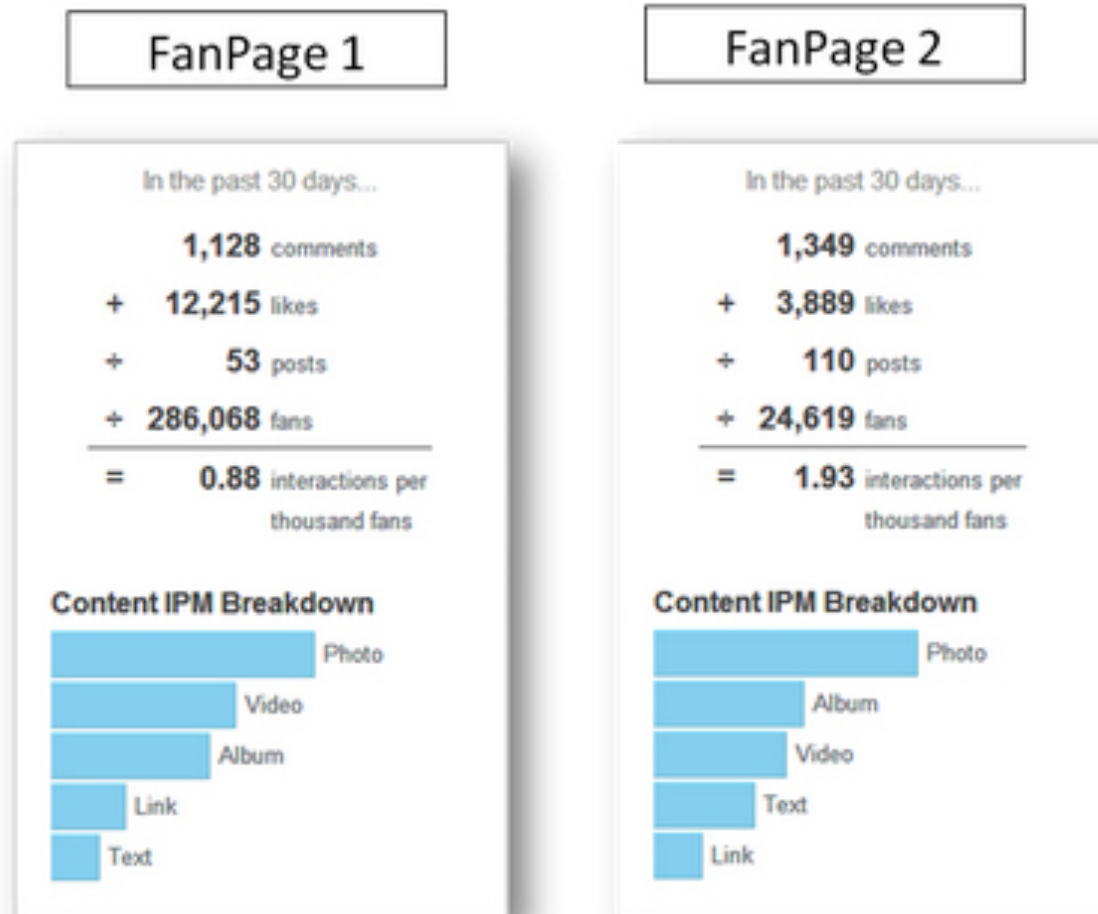 FanPage 1
In the past 30 days...
1,128 comments
+ 12,215 likes
÷ 53 posts
÷ 286,068 fans
= 0.88 interactions per
thousand fans
Content IPM Breakdown
Photo
Video
Album
Link
Text
FanPage 2
In the past 30 days...
1,349 comments
+ 3,889 likes
÷ 110 posts
÷ 24,619 fans
= 1.93 interactions per
thousand fans
Content IPM Breakdown
Photo
Album
Video
Text
Link